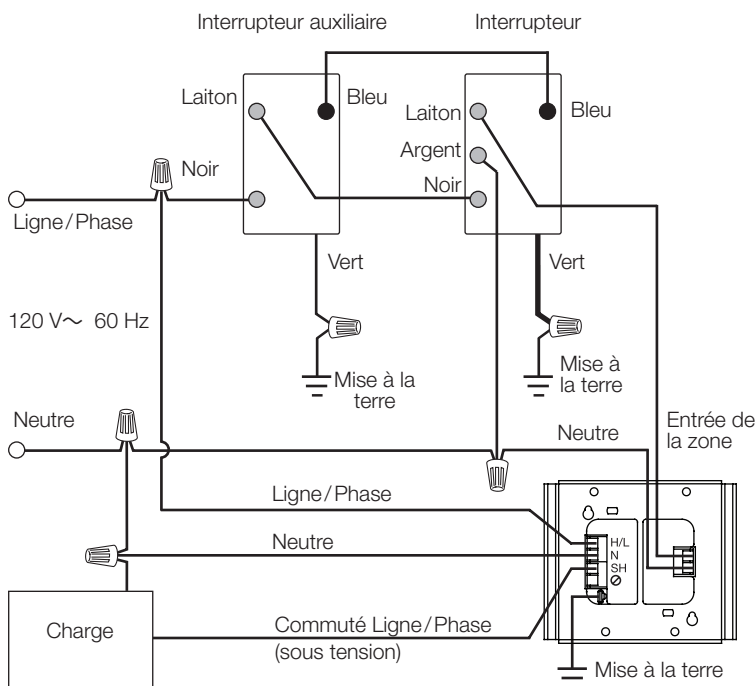 Interrupteur auxiliaire
Interrupteur
Laiton
Bleu
Laiton
Bleu
Argent
Noir
Noir
Ligne/Phase
Vert
Vert
120 V~ 60 Hz
Mise à la
terre
Mise à
la terre
Neutre
Neutre
Entrée de
la zone
Ligne/Phase
H/L
N
SH
Neutre
Charge
Commuté Ligne/Phase
(sous tension)
Mise à la terre